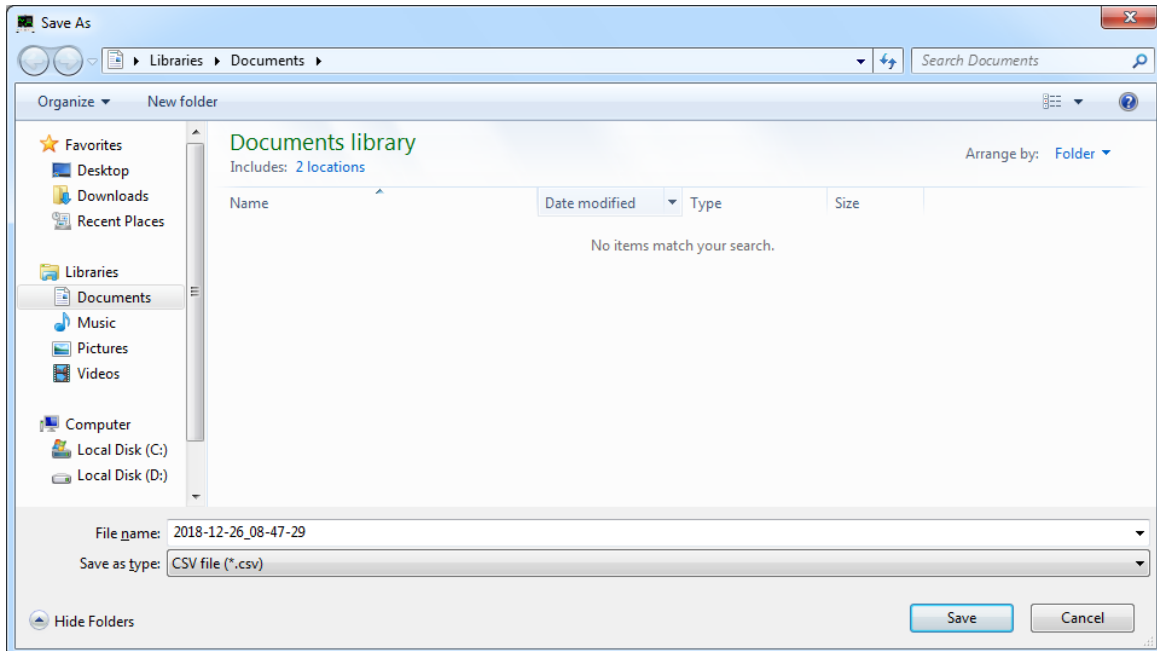 Save As
Libraries Documents
Search Documents
Organize New folder
Favorites
Desktop
Downloads
Recent Places
Libraries
Documents
Music
Pictures
Videos
Computer
Local Disk (C:)
Local Disk (D:)
Documents library
Includes: 2 locations
Arrange by: Folder
Name Date modified Type Size
No items match your search.
File name: 2018-12-26_08-47-29
Save as type: CSV file (*.csv)
Hide Folders
Save Cancel